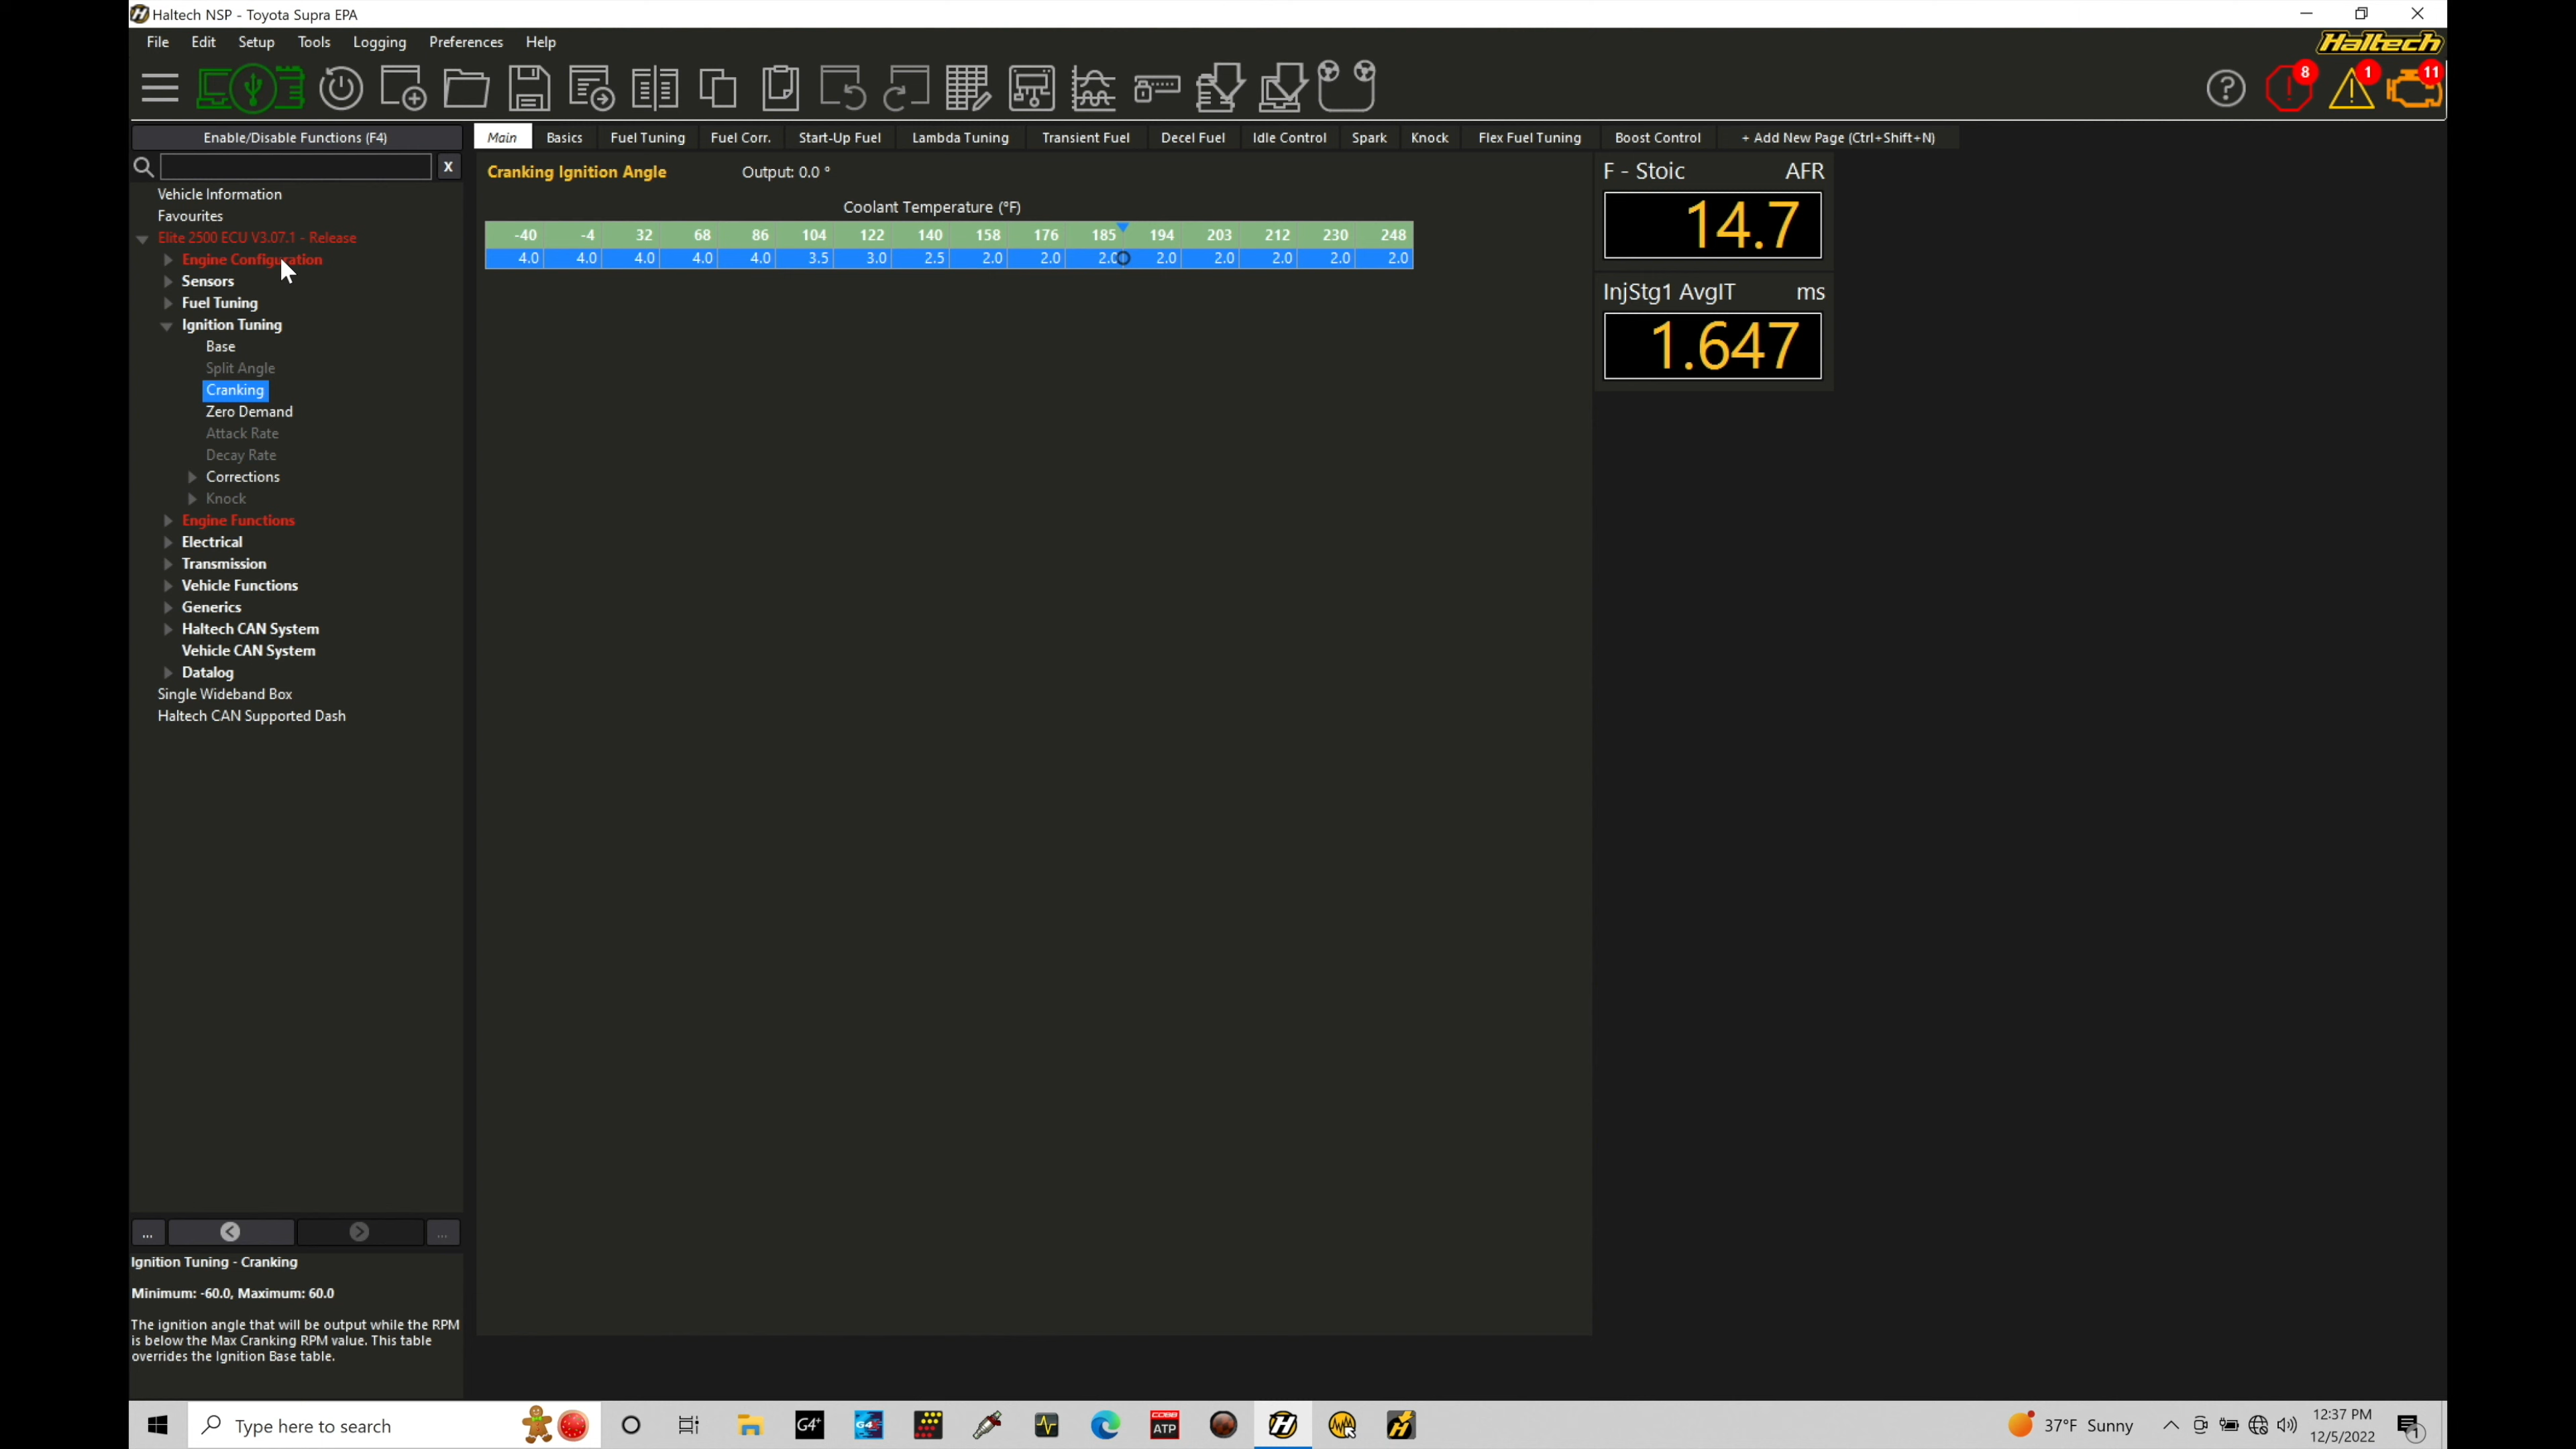 Haltech NSP - Toyota Supra EPA
File Edit Setup Tools Logging Preferences Help
Haltech
8 1 11
Enable/Disable Functions (F4)
Main Basics Fuel Tuning Fuel Corr. Start-Up Fuel Lambda Tuning Transient Fuel Decel Fuel Idle Control Spark Knock Flex Fuel Tuning Boost Control + Add New Page (Ctrl+Shift+N)
X
Vehicle Information
Favourites
Elite 2500 ECU V3.07.1 - Release
Engine Configuration
Sensors
Fuel Tuning
Ignition Tuning
Base
Split Angle
Cranking
Zero Demand
Attack Rate
Decay Rate
Corrections
Knock
Engine Functions
Electrical
Transmission
Vehicle Functions
Generics
Haltech CAN System
Vehicle CAN System
Datalog
Single Wideband Box
Haltech CAN Supported Dash
Cranking Ignition Angle Output: 0.0 °
Coolant Temperature (°F)
-40 -4 32 68 86 104 122 140 158 176 185 194 203 212 230 248
4.0 4.0 4.0 4.0 4.0 3.5 3.0 2.5 2.0 2.0 2.0 2.0 2.0 2.0 2.0 2.0
F - Stoic AFR
14.7
InjStg1 AvgIT ms
1.647
... ...
Ignition Tuning - Cranking
Minimum: -60.0, Maximum: 60.0
The ignition angle that will be output while the RPM
is below the Max Cranking RPM value. This table
overrides the Ignition Base table.
Type here to search
G4+
G4
COBB
ATP
37°F Sunny
12:37 PM
12/5/2022
1